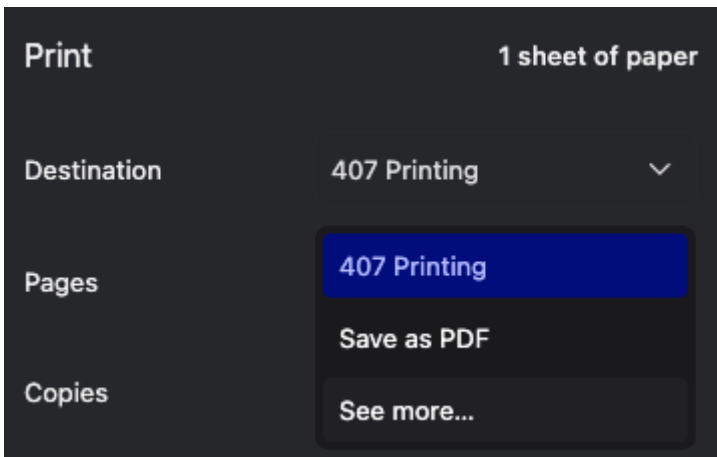 Print
1 sheet of paper
Destination
407 Printing
407 Printing
Pages
Save as PDF
Copies
See more...